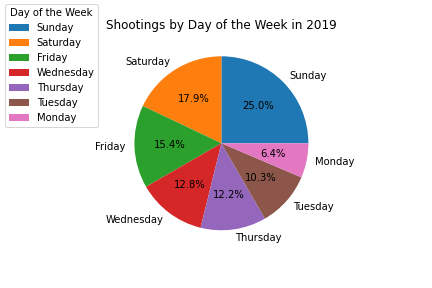 Day of the Week
Sunday
Saturday
Friday
Wednesday
Thursday
Tuesday
Monday
Shootings by Day of the Week in 2019
Saturday
Sunday
17.9%
25.0%
Friday
15.4%
6.4%
Monday
12.8%
10.3%
12.2%
Wednesday
Tuesday
Thursday